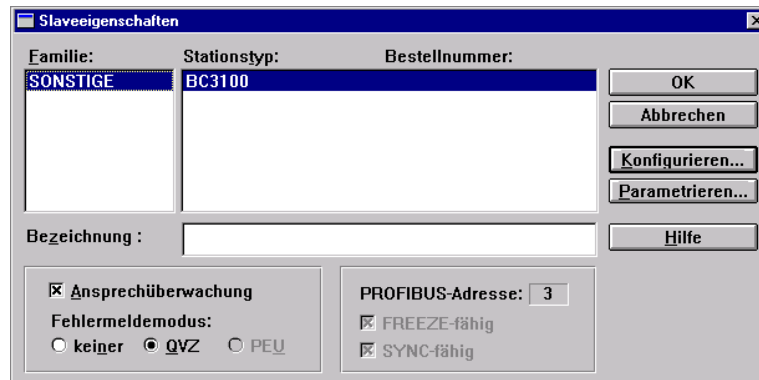 Slaveeigenschaften
Familie: Stationstyp: Bestellnummer:
SONSTIGE BC3100
OK
Abbrechen
Konfigurieren...
Parametrieren...
Bezeichnung :
Hilfe
Ansprechüberwachung
Fehlermeldemodus:
keiner QVZ PEU
PROFIBUS-Adresse: 3
FREEZE-fähig
SYNC-fähig